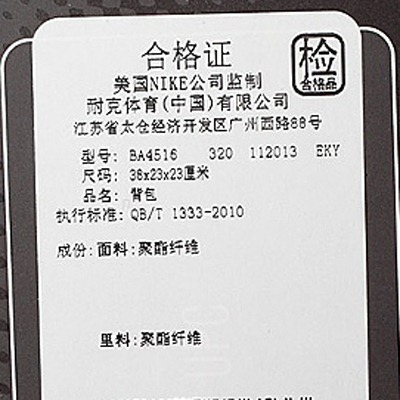 合格证
检
合格品
美国NIKE公司监制
耐克体育(中国)有限公司
江苏省太仓经济开发区广州西路88号
型号: BA4516 320 112013 EKY
尺码: 38x23x23厘米
品名: 背包
执行标准: QB/T 1333-2010
成份: 面料: 聚酯纤维
里料: 聚酯纤维